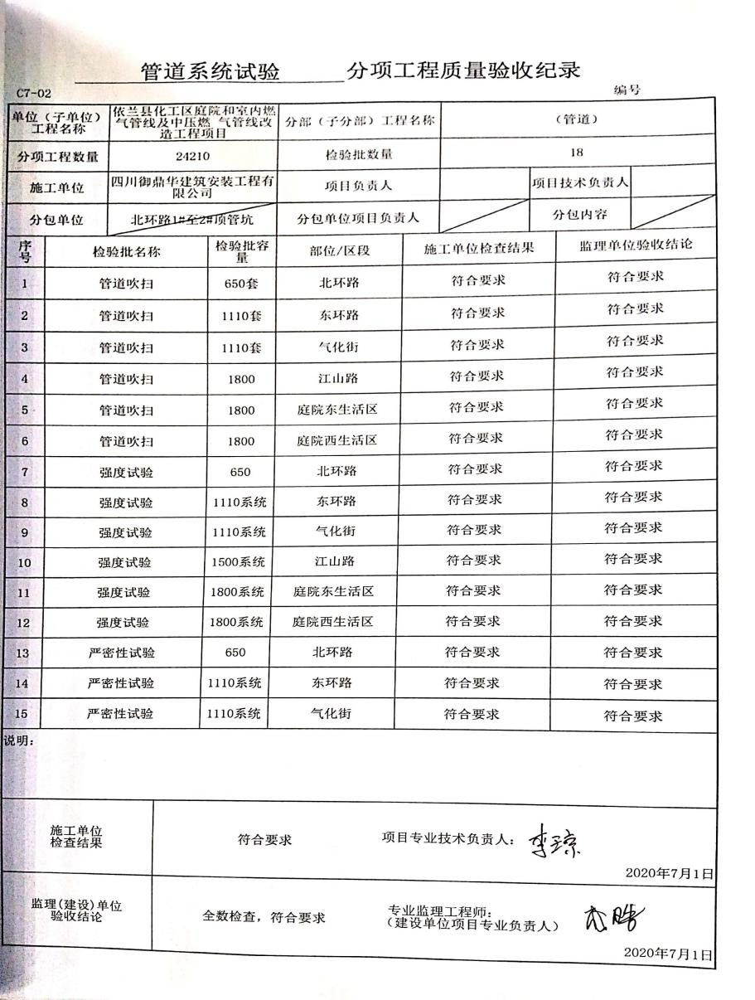 管道系统试验 分项工程质量验收纪录
C7-02 编号
单位（子单位）工程名称 依兰县化工区庭院和室内燃气管线及中压燃 气管线改造工程项目 分部（子分部）工程名称 （管道）
分项工程数量 24210 检验批数量 18
施工单位 四川御鼎华建筑安装工程有限公司 项目负责人 项目技术负责人
分包单位 北环路1#至2#顶管坑 分包单位项目负责人 分包内容
序号 检验批名称 检验批容量 部位/区段 施工单位检查结果 监理单位验收结论
1 管道吹扫 650套 北环路 符合要求 符合要求
2 管道吹扫 1110套 东环路 符合要求 符合要求
3 管道吹扫 1110套 气化街 符合要求 符合要求
4 管道吹扫 1800 江山路 符合要求 符合要求
5 管道吹扫 1800 庭院东生活区 符合要求 符合要求
6 管道吹扫 1800 庭院西生活区 符合要求 符合要求
7 强度试验 650 北环路 符合要求 符合要求
8 强度试验 1110系统 东环路 符合要求 符合要求
9 强度试验 1110系统 气化街 符合要求 符合要求
10 强度试验 1500系统 江山路 符合要求 符合要求
11 强度试验 1800系统 庭院东生活区 符合要求 符合要求
12 强度试验 1800系统 庭院西生活区 符合要求 符合要求
13 严密性试验 650 北环路 符合要求 符合要求
14 严密性试验 1110系统 东环路 符合要求 符合要求
15 严密性试验 1110系统 气化街 符合要求 符合要求
说明：
施工单位检查结果 符合要求 项目专业技术负责人： 李琼
2020年7月1日
监理(建设)单位验收结论 全数检查，符合要求 专业监理工程师：
（建设单位项目专业负责人）
2020年7月1日